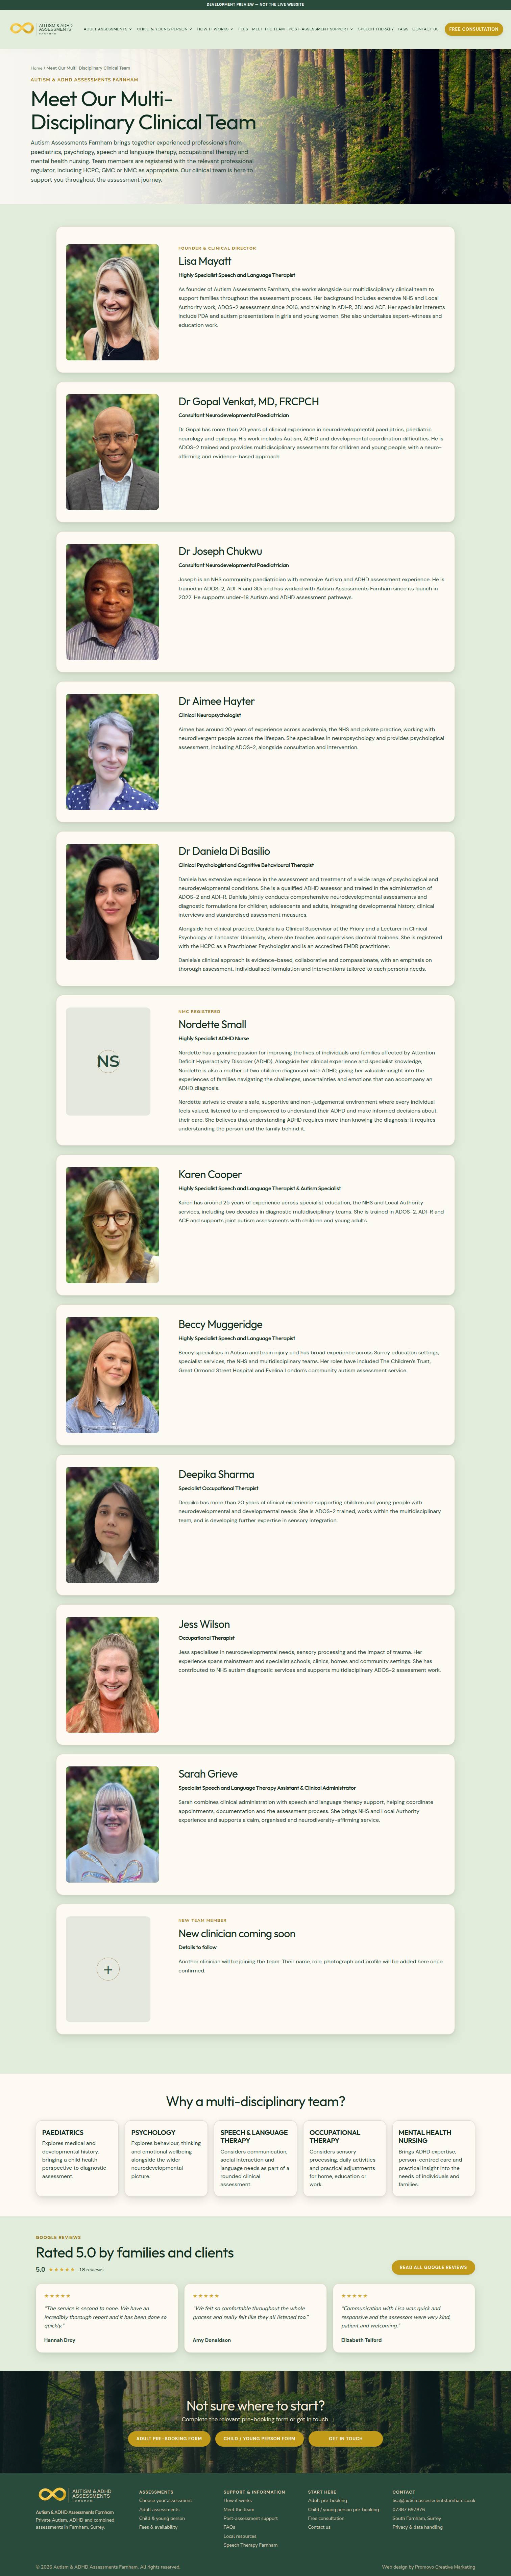 DEVELOPMENT PREVIEW — NOT THE LIVE WEBSITE
AUTISM & ADHD
ASSESSMENTS
FARNHAM
ADULT ASSESSMENTS
CHILD & YOUNG PERSON
HOW IT WORKS
FEES
MEET THE TEAM
POST-ASSESSMENT SUPPORT
SPEECH THERAPY
FAQS
CONTACT US
FREE CONSULTATION
Home / Meet Our Multi-Disciplinary Clinical Team
AUTISM & ADHD ASSESSMENTS FARNHAM
Meet Our Multi-
Disciplinary Clinical Team
Autism Assessments Farnham brings together experienced professionals from
paediatrics, psychology, speech and language therapy, occupational therapy and
mental health nursing. Team members are registered with the relevant professional
regulator, including HCPC, GMC or NMC as appropriate. Our clinical team is here to
support you throughout the assessment journey.
FOUNDER & CLINICAL DIRECTOR
Lisa Mayatt
Highly Specialist Speech and Language Therapist
As founder of Autism Assessments Farnham, she works alongside our multidisciplinary clinical team to
support families throughout the assessment process. Her background includes extensive NHS and Local
Authority work, ADOS-2 assessment since 2018, and training in ADI-R, 3Di and ACE. Her specialist interests
include PDA and autism presentations in girls and young women. She also undertakes expert-witness and
education work.
Dr Gopal Venkat, MD, FRCPCH
Consultant Neurodevelopmental Paediatrician
Dr Gopal has more than 20 years of clinical experience in neurodevelopmental paediatrics, paediatric
neurology and epilepsy. His work includes Autism, ADHD and developmental coordination difficulties. He is
ADOS-2 trained and provides multidisciplinary assessments for children and young people, with a neuro-
affirming and evidence-based approach.
Dr Joseph Chukwu
Consultant Neurodevelopmental Paediatrician
Joseph is an NHS community paediatrician with extensive Autism and ADHD assessment experience. He is
trained in ADOS-2, ADI-R and 3Di and has worked with Autism Assessments Farnham since its launch in
2022. He supports under-18 Autism and ADHD assessment pathways.
Dr Aimee Hayter
Clinical Neuropsychologist
Aimee has around 20 years of experience across academia, the NHS and private practice, working with
neurodivergent people across the lifespan. She specialises in neuropsychology and provides psychological
assessment, including ADOS-2, alongside consultation and intervention.
Dr Daniela Di Basilio
Clinical Psychologist and Cognitive Behavioural Therapist
Daniela has extensive experience in the assessment and treatment of a wide range of psychological and
neurodevelopmental conditions. She is a qualified ADHD assessor and trained in the administration of
ADOS-2 and ADI-R. Daniela jointly conducts comprehensive neurodevelopmental assessments and
diagnostic formulations for children, adolescents and adults, integrating developmental history, clinical
interviews and standardised assessment measures.
Alongside her clinical practice, Daniela is a Clinical Supervisor at the Priory and a Lecturer in Clinical
Psychology at Lancaster University, where she teaches and supervises doctoral trainees. She is registered
with the HCPC as a Practitioner Psychologist and is an accredited EMDR practitioner.
Daniela's clinical approach is evidence-based, collaborative and compassionate, with an emphasis on
thorough assessment, individualised formulation and interventions tailored to each person's needs.
NS
NMC REGISTERED
Nordette Small
Highly Specialist ADHD Nurse
Nordette has a genuine passion for improving the lives of individuals and families affected by Attention
Deficit Hyperactivity Disorder (ADHD). Alongside her clinical experience and specialist knowledge,
Nordette is also a mother of two children diagnosed with ADHD, giving her valuable insight into the
experiences of families navigating the challenges, uncertainties and emotions that can accompany an
ADHD diagnosis.
Nordette strives to create a safe, supportive and non-judgemental environment where every individual
feels valued, listened to and empowered to understand their ADHD and make informed decisions about
their care. She believes that understanding ADHD requires more than knowing the diagnosis; it requires
understanding the person and the family behind it.
Karen Cooper
Highly Specialist Speech and Language Therapist & Autism Specialist
Karen has around 25 years of experience across specialist education, the NHS and Local Authority
services, including two decades in diagnostic multidisciplinary teams. She is trained in ADOS-2, ADI-R and
ACE and supports joint autism assessments with children and young adults.
Beccy Muggeridge
Highly Specialist Speech and Language Therapist
Beccy specialises in Autism and brain injury and has broad experience across Surrey education settings,
specialist services, the NHS and multidisciplinary teams. Her roles have included The Children's Trust,
Great Ormond Street Hospital and Evelina London's community autism assessment service.
Deepika Sharma
Specialist Occupational Therapist
Deepika has more than 20 years of clinical experience supporting children and young people with
neurodevelopmental and developmental needs. She is ADOS-2 trained, works within the multidisciplinary
team, and is developing further expertise in sensory integration.
Jess Wilson
Occupational Therapist
Jess specialises in neurodevelopmental needs, sensory processing and the impact of trauma. Her
experience spans mainstream and specialist schools, clinics, homes and community settings. She has
contributed to NHS autism diagnostic services and supports multidisciplinary ADOS-2 assessment work.
Sarah Grieve
Specialist Speech and Language Therapy Assistant & Clinical Administrator
Sarah combines clinical administration with speech and language therapy support, helping coordinate
appointments, documentation and the assessment process. She brings NHS and Local Authority
experience and supports a calm, organised and neurodiversity-affirming service.
+
NEW TEAM MEMBER
New clinician coming soon
Details to follow
Another clinician will be joining the team. Their name, role, photograph and profile will be added here once
confirmed.
Why a multi-disciplinary team?
PAEDIATRICS
Explores medical and
developmental history,
bringing a child health
perspective to diagnostic
assessment.
PSYCHOLOGY
Explores behaviour, thinking
and emotional wellbeing
alongside the wider
neurodevelopmental
picture.
SPEECH & LANGUAGE
THERAPY
Considers communication,
social interaction and
language needs as part of a
rounded clinical
assessment.
OCCUPATIONAL
THERAPY
Considers sensory
processing, daily activities
and practical adjustments
for home, education or
work.
MENTAL HEALTH
NURSING
Brings ADHD expertise,
person-centred care and
practical insight into the
needs of individuals and
families.
GOOGLE REVIEWS
Rated 5.0 by families and clients
5.0 ★★★★★ 19 reviews
READ ALL GOOGLE REVIEWS
★★★★★
"The service is second to none. We have an
incredibly thorough report and it has been done so
quickly."
Hannah Droy
★★★★★
"We felt so comfortable throughout the whole
process and really felt like they all listened too."
Amy Donaldson
★★★★★
"Communication with Lisa was quick and
responsive and the assessors were very kind,
patient and welcoming."
Elizabeth Telford
Not sure where to start?
Complete the relevant pre-booking form or get in touch.
ADULT PRE-BOOKING FORM
CHILD / YOUNG PERSON FORM
GET IN TOUCH
AUTISM & ADHD
ASSESSMENTS
FARNHAM
Autism & ADHD Assessments Farnham
Private Autism, ADHD and combined
assessments in Farnham, Surrey.
ASSESSMENTS
Choose your assessment
Adult assessments
Child & young person
Fees & availability
SUPPORT & INFORMATION
How it works
Meet the team
Post-assessment support
FAQs
Local resources
Speech Therapy Farnham
START HERE
Adult pre-booking
Child / young person pre-booking
Free consultation
Contact us
CONTACT
lisa@autismassessmentsfarnham.co.uk
07387 697876
South Farnham, Surrey
Privacy & data handling
© 2026 Autism & ADHD Assessments Farnham. All rights reserved.
Web design by Promovo Creative Marketing